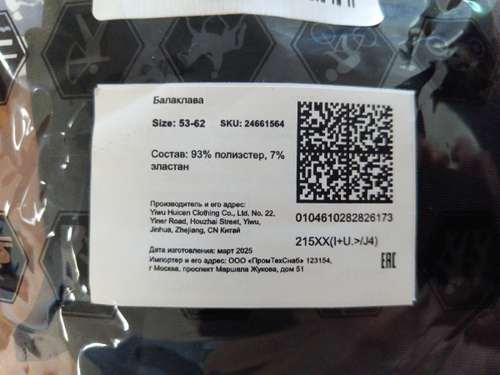 Балаклава
Size: 53-62 SKU: 24661564
Состав: 93% полиэстер, 7%
эластан
Производитель и его адрес:
Yiwu Huicen Clothing Co., Ltd. No. 22,
Yiner Road, Houzhai Street, Yiwu,
Jinhua, Zhejiang, CN Китай
Дата изготовления: март 2025
Импортер и его адрес: ООО «ПромТехСнаб» 123154,
г Москва, проспект Маршала Жукова, дом 51
0104610282826173
215XX(I+U.>/J4)
EAC